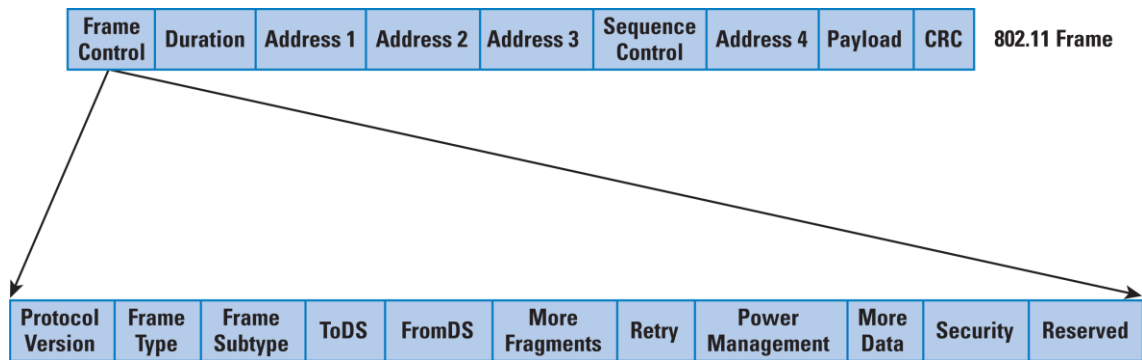 Frame Control Duration Address 1 Address 2 Address 3 Sequence Control Address 4 Payload CRC 802.11 Frame
Protocol Version Frame Type Frame Subtype ToDS FromDS More Fragments Retry Power Management More Data Security Reserved